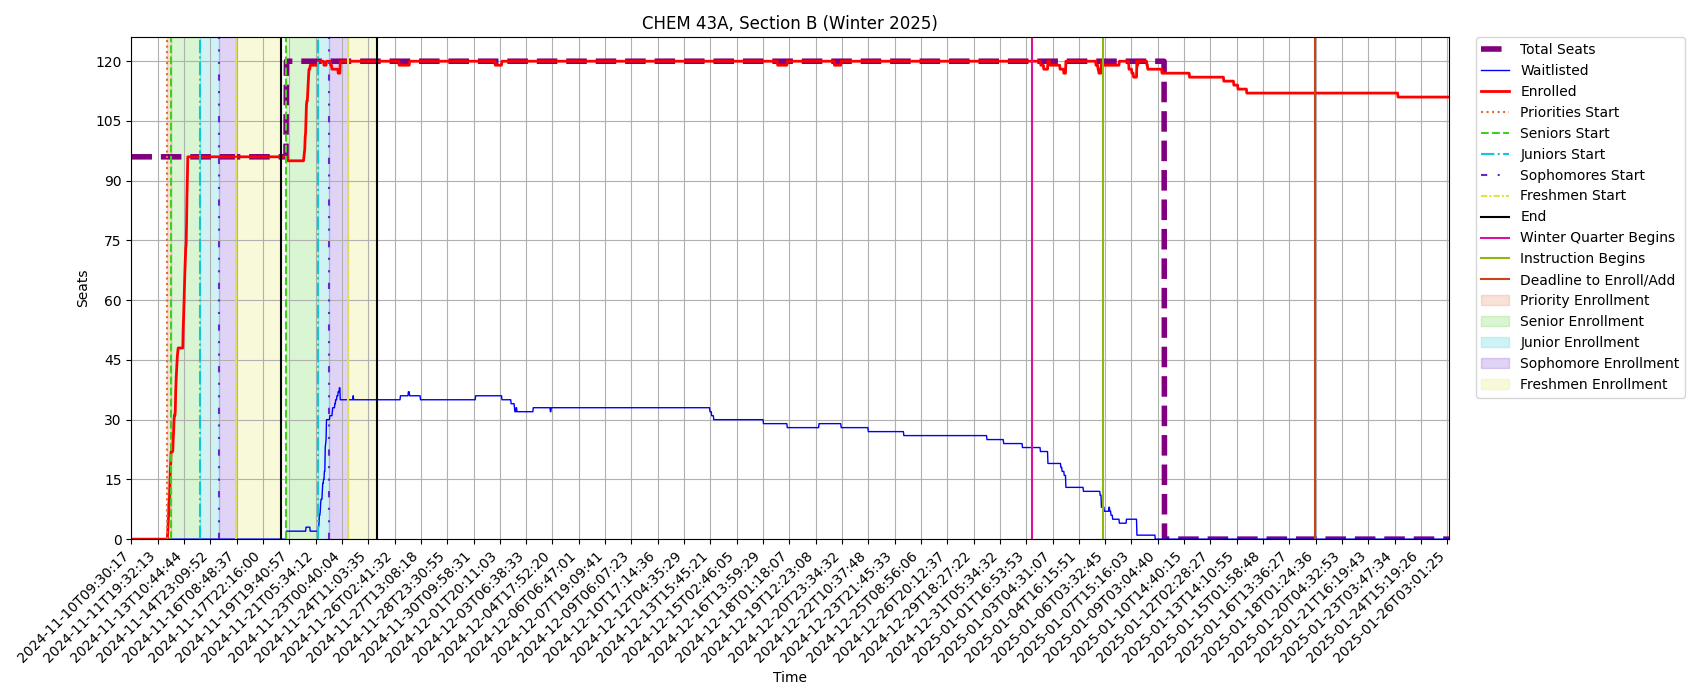 CHEM 43A, Section B (Winter 2025)
Seats
120
105
90
75
60
45
30
15
0
2024-11-10T09:30:17
2024-11-11T19:32:13
2024-11-13T10:44:44
2024-11-14T23:09:52
2024-11-16T08:48:37
2024-11-17T22:16:00
2024-11-19T19:40:57
2024-11-21T05:34:12
2024-11-23T00:40:04
2024-11-24T11:03:35
2024-11-26T02:41:32
2024-11-27T13:08:18
2024-11-28T23:30:55
2024-11-30T09:58:31
2024-12-01T20:11:03
2024-12-03T06:38:33
2024-12-04T17:52:20
2024-12-06T06:47:01
2024-12-07T19:09:41
2024-12-09T06:07:23
2024-12-10T17:14:36
2024-12-12T04:35:29
2024-12-13T15:45:21
2024-12-15T02:46:05
2024-12-16T13:59:29
2024-12-18T01:18:07
2024-12-19T12:23:08
2024-12-20T23:34:32
2024-12-22T10:37:48
2024-12-23T21:45:33
2024-12-25T08:56:06
2024-12-26T20:12:37
2024-12-29T18:27:22
2024-12-31T05:34:32
2025-01-01T16:53:53
2025-01-03T04:31:07
2025-01-04T16:15:51
2025-01-06T03:32:45
2025-01-07T15:16:03
2025-01-09T03:04:40
2025-01-10T14:40:15
2025-01-12T02:28:27
2025-01-13T14:10:55
2025-01-15T01:58:48
2025-01-16T13:36:27
2025-01-18T01:24:36
2025-01-20T04:32:53
2025-01-21T16:19:43
2025-01-23T03:47:34
2025-01-24T15:19:26
2025-01-26T03:01:25
Time
Total Seats
Waitlisted
Enrolled
Priorities Start
Seniors Start
Juniors Start
Sophomores Start
Freshmen Start
End
Winter Quarter Begins
Instruction Begins
Deadline to Enroll/Add
Priority Enrollment
Senior Enrollment
Junior Enrollment
Sophomore Enrollment
Freshmen Enrollment